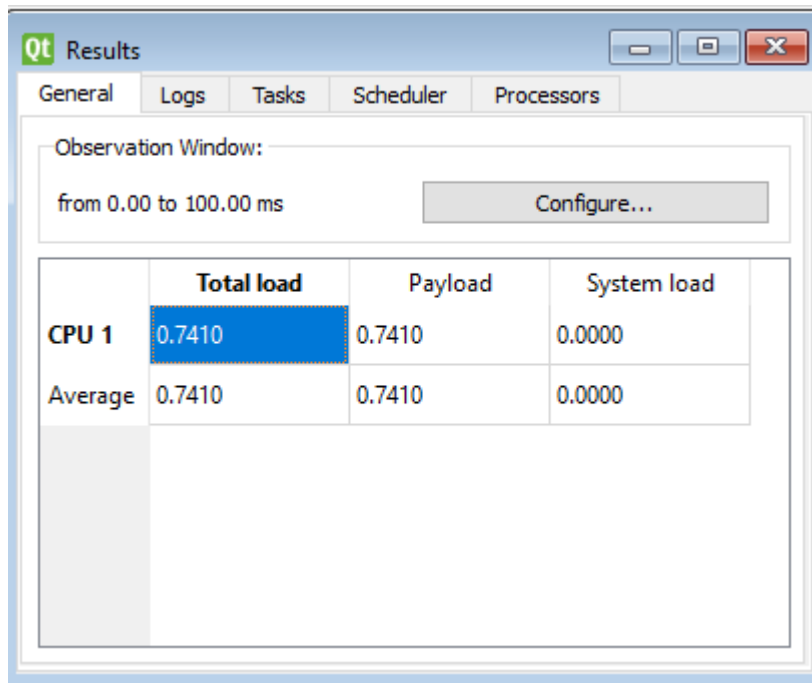 Qt Results
General Logs Tasks Scheduler Processors
Observation Window:
from 0.00 to 100.00 ms Configure...
Total load Payload System load
CPU 1 0.7410 0.7410 0.0000
Average 0.7410 0.7410 0.0000